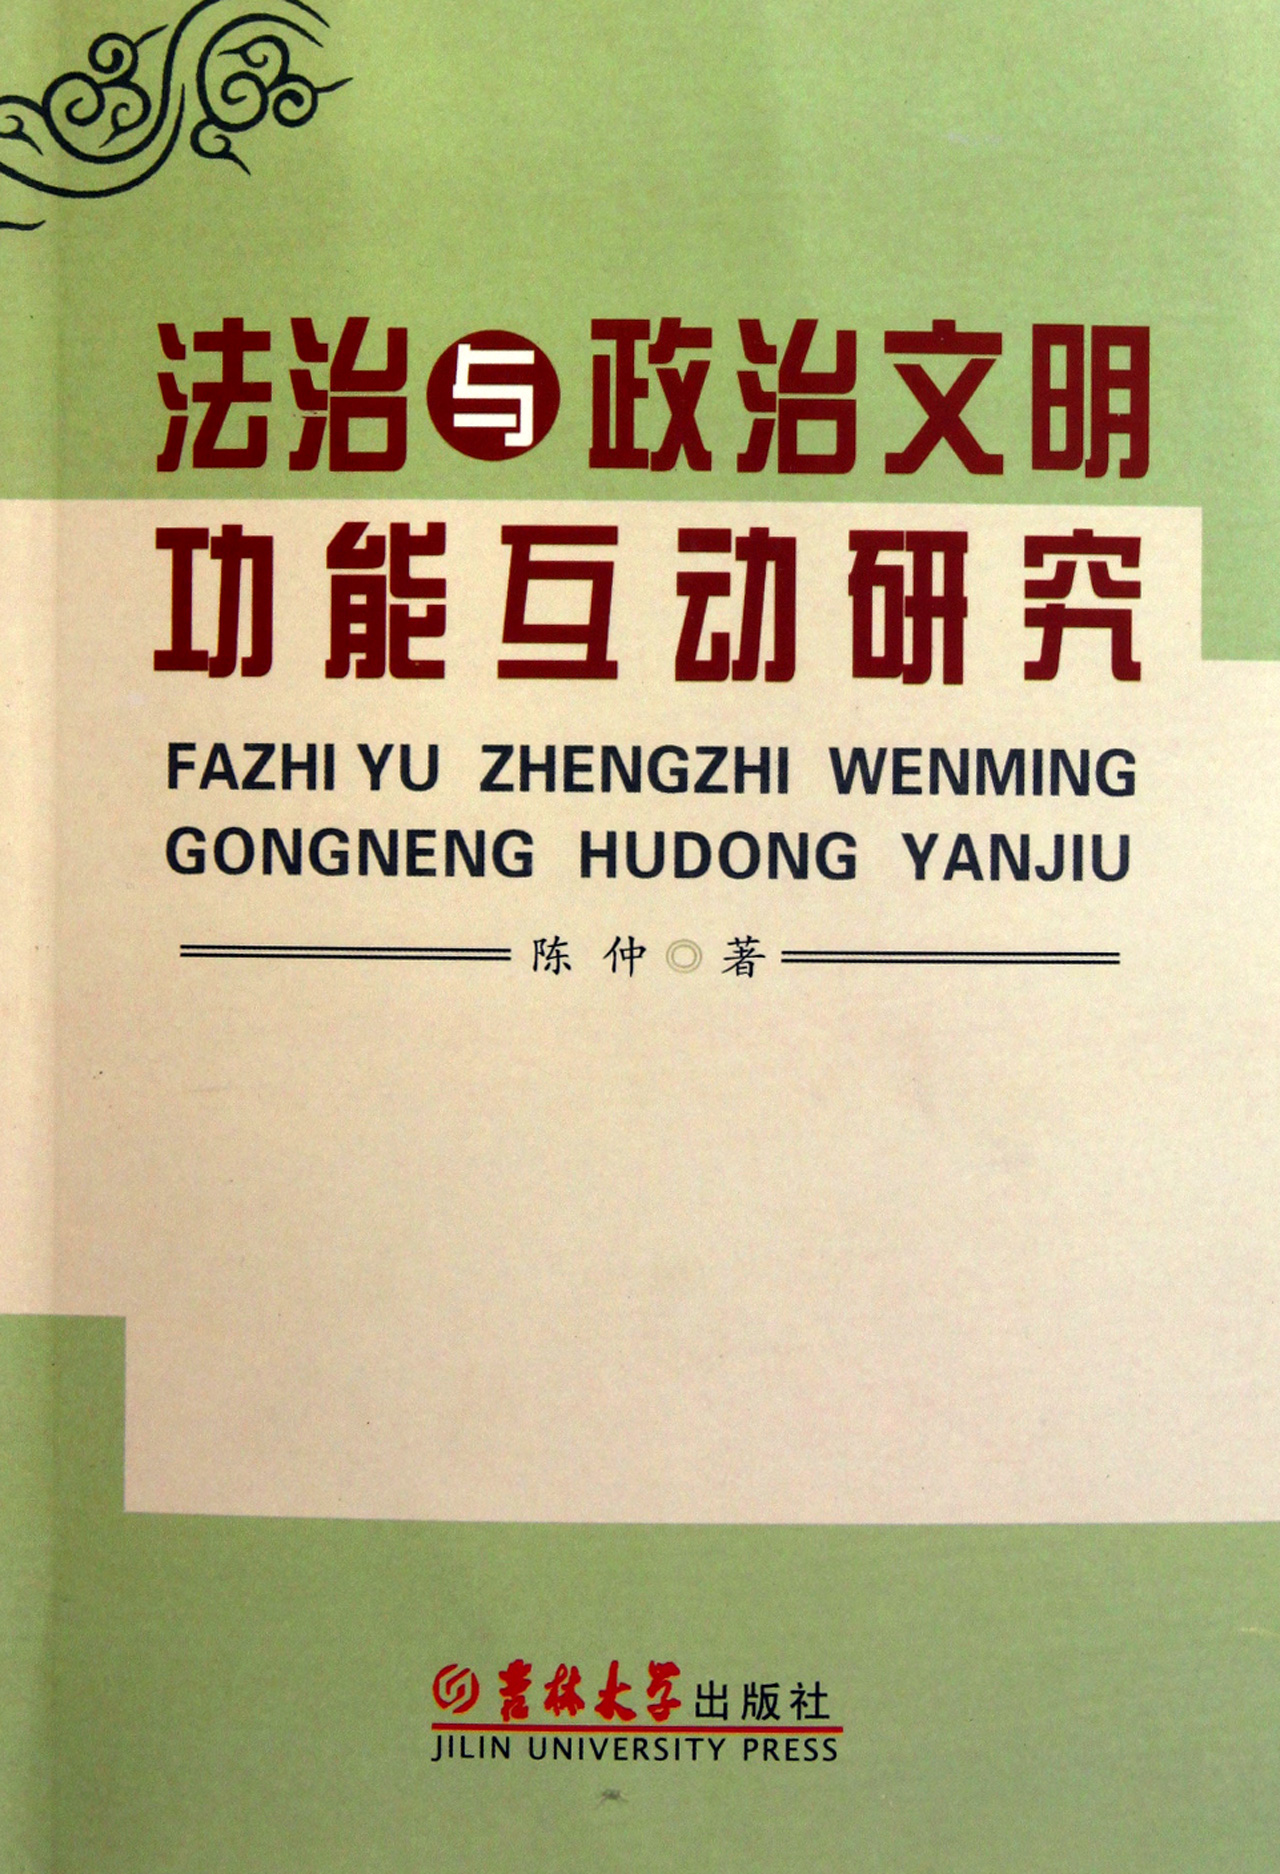 法治与政治文明
功能互动研究
FAZHI YU ZHENGZHI WENMING
GONGNENG HUDONG YANJIU
陈仲◎著
吉林大学出版社
JILIN UNIVERSITY PRESS